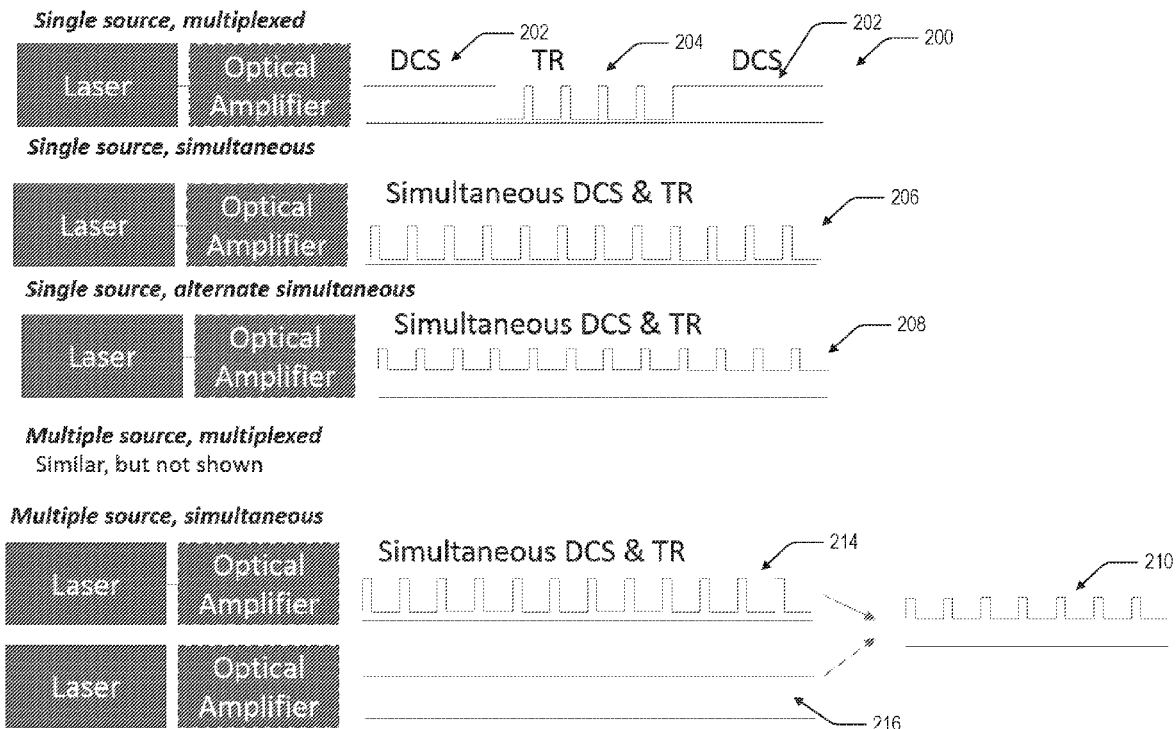 Single source, multiplexed
Laser
Optical Amplifier
DCS
202
TR
204
DCS
202
200
Single source, simultaneous
Laser
Optical Amplifier
Simultaneous DCS & TR
206
Single source, alternate simultaneous
Laser
Optical Amplifier
Simultaneous DCS & TR
208
Multiple source, multiplexed
Similar, but not shown
Multiple source, simultaneous
Laser
Optical Amplifier
Simultaneous DCS & TR
214
210
Laser
Optical Amplifier
216